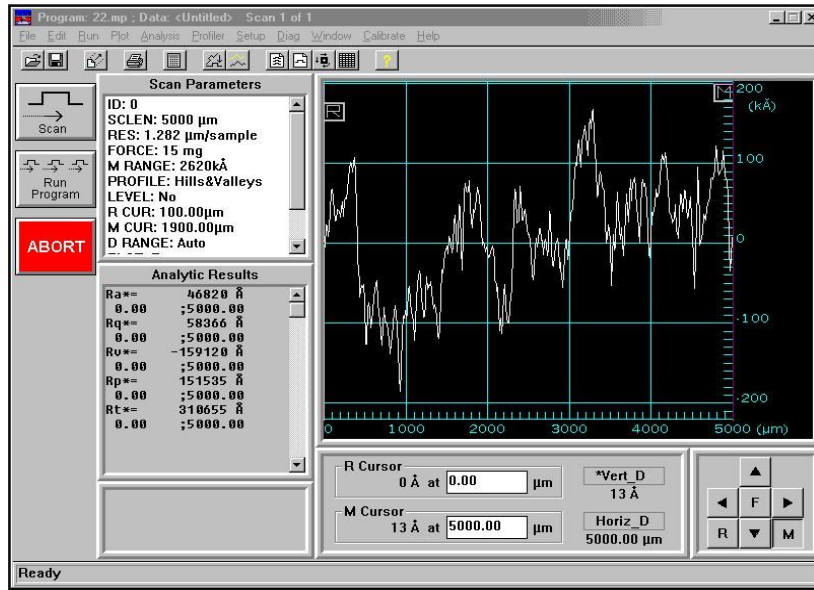 Program: 22.mp ; Data: <Untitled> Scan 1 of 1
File Edit Run Plot Analysis Profiler Setup Diag Window Calibrate Help
Scan
Run
Program
ABORT
Scan Parameters
ID: 0
SCLEN: 5000 µm
RES: 1.282 µm/sample
FORCE: 15 mg
M RANGE: 2620kÅ
PROFILE: Hills&Valleys
LEVEL: No
R CUR: 100.00µm
M CUR: 1900.00µm
D RANGE: Auto
Analytic Results
Ra*= 46820 Å
0.00 ;5000.00
Rq*= 58366 Å
0.00 ;5000.00
Rv*= -159120 Å
0.00 ;5000.00
Rp*= 151535 Å
0.00 ;5000.00
Rt*= 310655 Å
0.00 ;5000.00
R
M
200
(kÅ)
100
0
-100
-200
0 1000 2000 3000 4000 5000 (µm)
R Cursor
0 Å at 0.00 µm
M Cursor
13 Å at 5000.00 µm
*Vert_D
13 Å
Horiz_D
5000.00 µm
F
R M
Ready